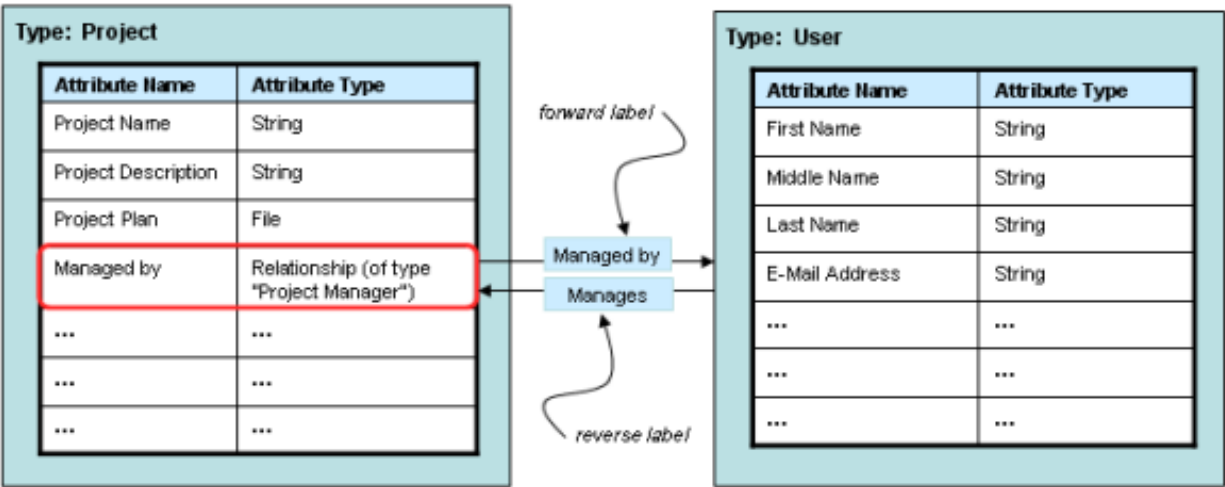 Type: Project
Attribute Name Attribute Type
Project Name String
Project Description String
Project Plan File
Managed by Relationship (of type
"Project Manager")
... ...
... ...
... ...
forward label
Managed by
Manages
reverse label
Type: User
Attribute Name Attribute Type
First Name String
Middle Name String
Last Name String
E-Mail Address String
... ...
... ...
... ...